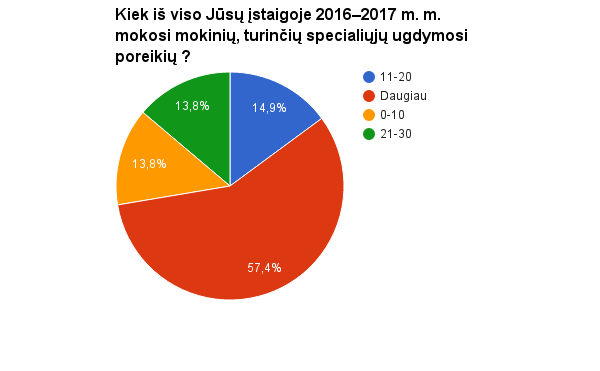 Kiek iš viso Jūsų įstaigoje 2016–2017 m. m.
mokosi mokinių, turinčių specialiųjų ugdymosi
poreikių ?
11-20
Daugiau
0-10
21-30
13,8%
14,9%
13,8%
57,4%